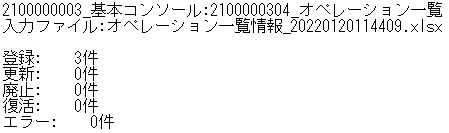 2100000003_基本コンソール:2100000304_オペレーション一覧
入力ファイル:オペレーション一覧情報_20220120114409.xlsx
登録:    3件
更新:    0件
廃止:    0件
復活:    0件
エラー:    0件